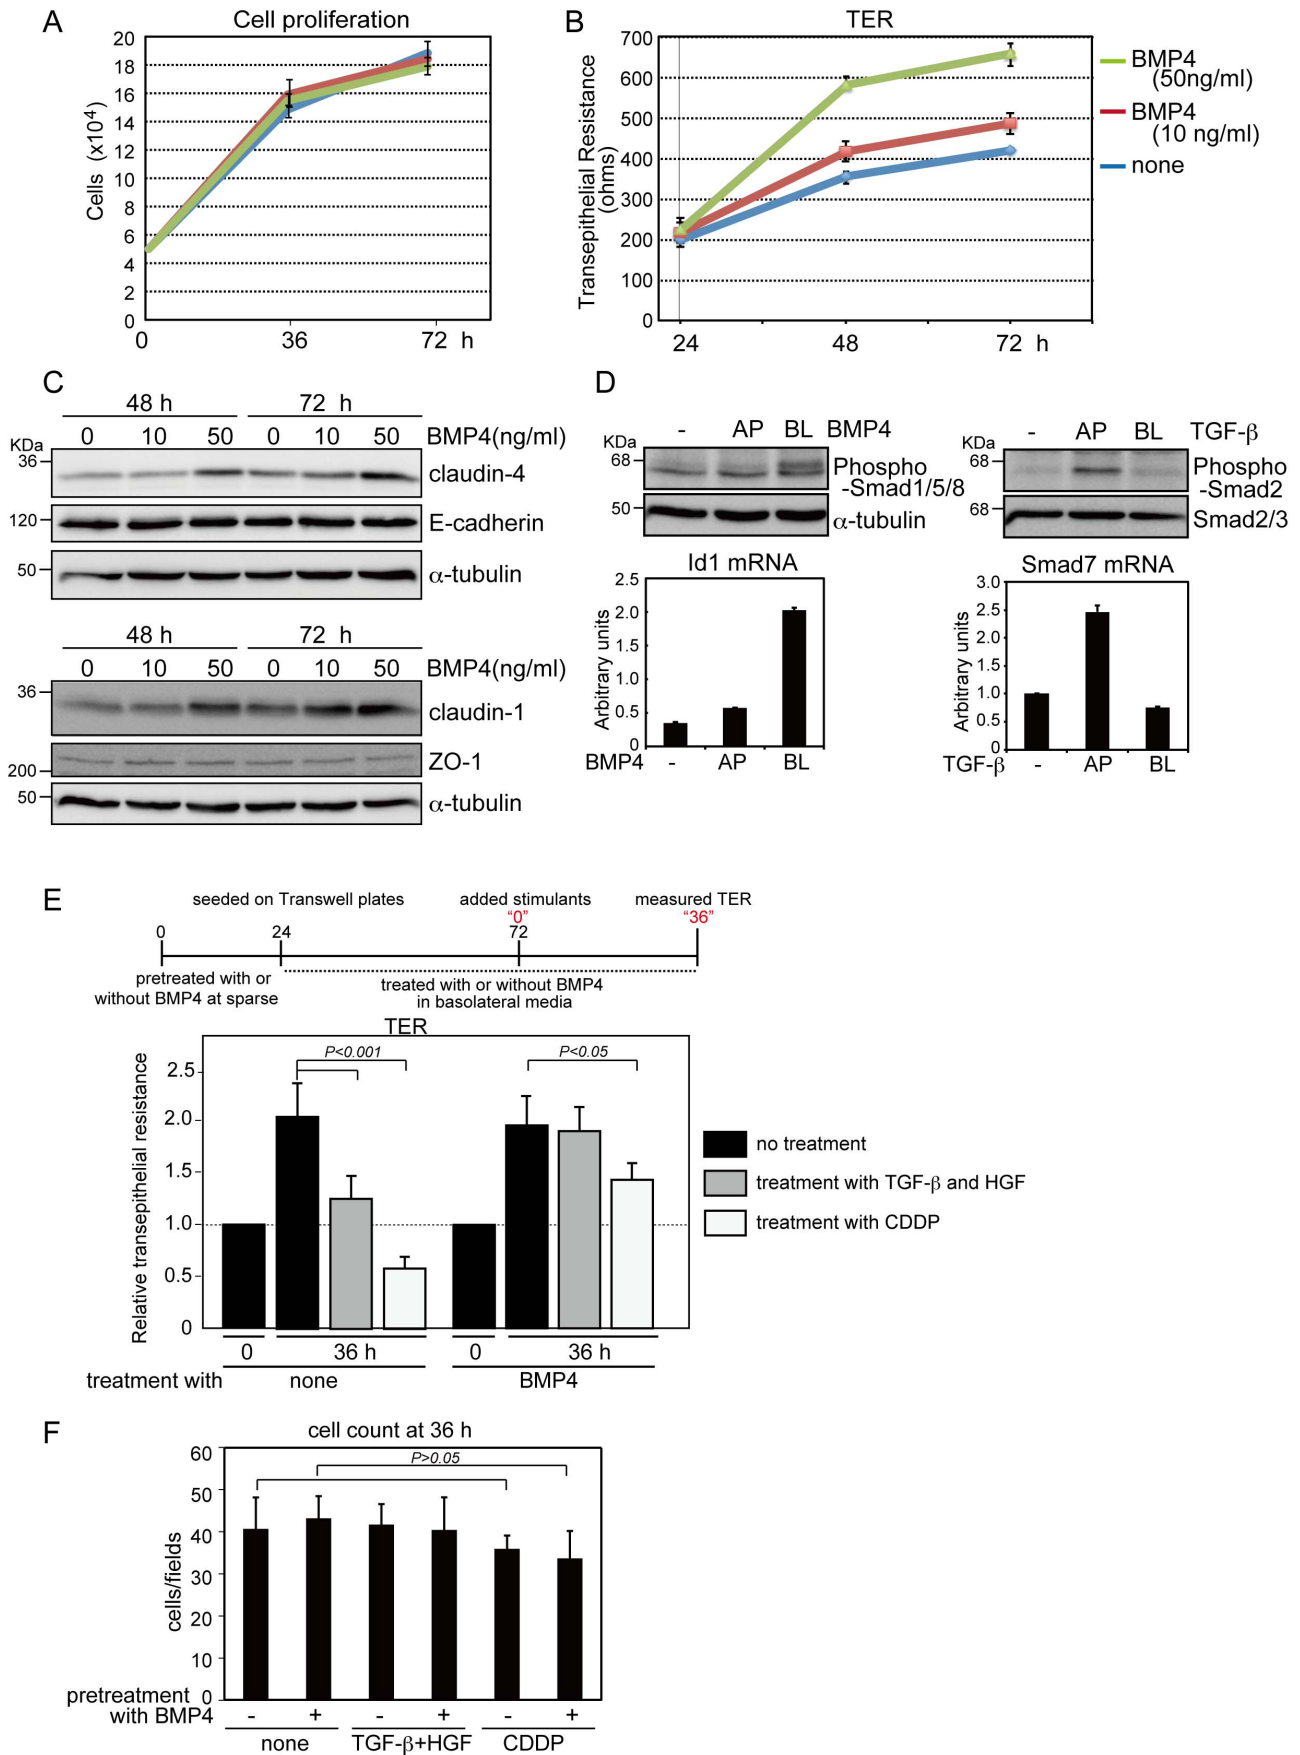 A
Cell proliferation
Cells (x10⁴)
20
18
16
14
12
10
8
6
4
2
0
0 36 72 h
B
TER
Transepithelial Resistance
(ohms)
700
600
500
400
300
200
100
0
24 48 72 h
BMP4
(50ng/ml)
BMP4
(10 ng/ml)
none
C
48 h 72 h
KDa 0 10 50 0 10 50 BMP4(ng/ml)
36 claudin-4
120 E-cadherin
50 α-tubulin
48 h 72 h
0 10 50 0 10 50 BMP4(ng/ml)
36 claudin-1
200 ZO-1
50 α-tubulin
D
- AP BL BMP4
KDa
68 Phospho
-Smad1/5/8
50 α-tubulin
Id1 mRNA
Arbitrary units
2.5
2.0
1.5
1.0
0.5
0
BMP4 - AP BL
- AP BL TGF-β
KDa
68 Phospho
-Smad2
68 Smad2/3
Smad7 mRNA
Arbitrary units
3.0
2.5
2.0
1.5
1.0
0.5
0
TGF-β - AP BL
E
seeded on Transwell plates added stimulants measured TER
"0" "36"
0 24 72
pretreated with or
without BMP4 at sparse
treated with or without BMP4
in basolateral media
TER
Relative transepithelial resistance
2.5
2.0
1.5
1.0
0.5
0
P<0.001 P<0.05
no treatment
treatment with TGF-β and HGF
treatment with CDDP
0 36 h 0 36 h
treatment with none BMP4
F
cell count at 36 h
cells/fields
60
50
40
30
20
10
0
P>0.05
pretreatment
with BMP4 - + - + - +
none TGF-β+HGF CDDP